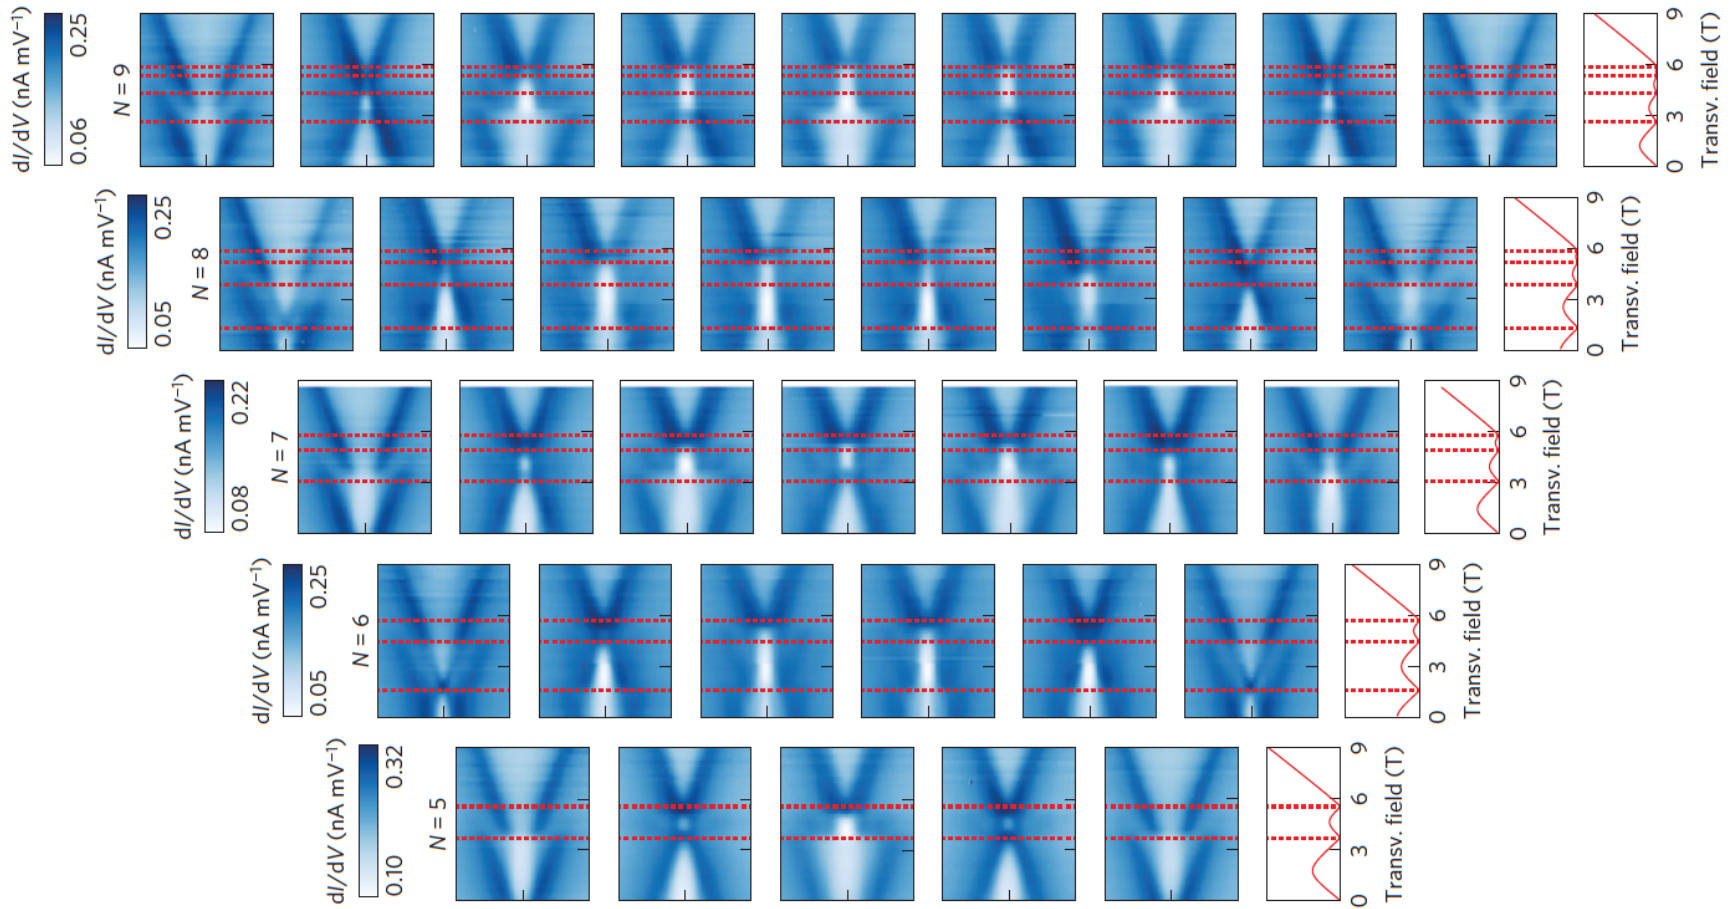 dI/dV (nA mV⁻¹)
0.06
0.25
N = 9
0
3
6
9
Transv. field (T)
dI/dV (nA mV⁻¹)
0.05
0.25
N = 8
0
3
6
9
Transv. field (T)
dI/dV (nA mV⁻¹)
0.08
0.22
N = 7
0
3
6
9
Transv. field (T)
dI/dV (nA mV⁻¹)
0.05
0.25
N = 6
0
3
6
9
Transv. field (T)
dI/dV (nA mV⁻¹)
0.10
0.32
N = 5
0
3
6
9
Transv. field (T)